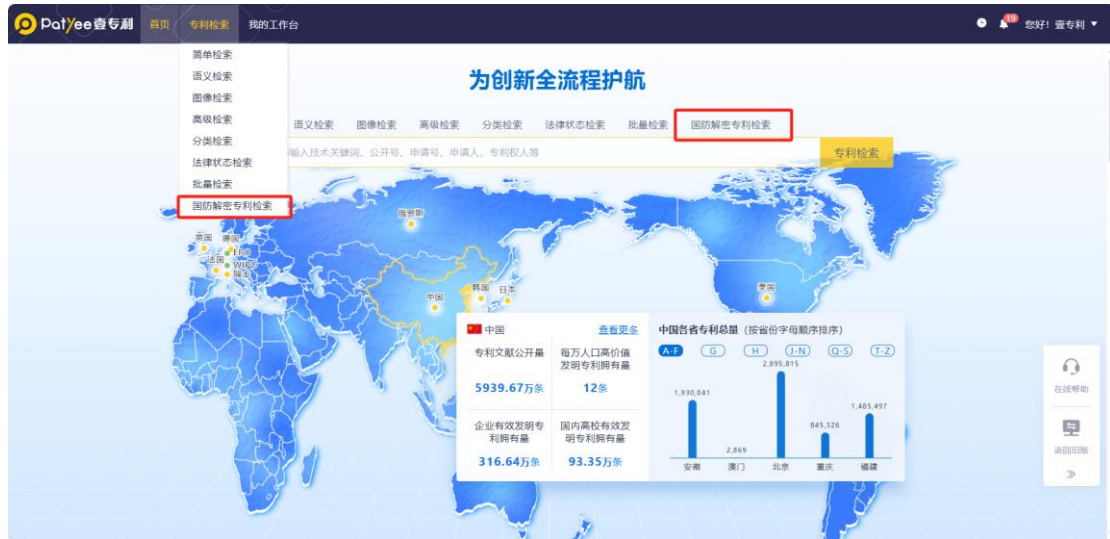 Patyee壹专利 首页 专利检索 我的工作台 19 您好！壹专利
简单检索
语义检索
图像检索
高级检索
分类检索
法律状态检索
批量检索
国防解密专利检索
为创新全流程护航
语义检索 图像检索 高级检索 分类检索 法律状态检索 批量检索 国防解密专利检索
输入技术关键词、公开号、申请号、申请人、专利权人等 专利检索
俄罗斯
英国 德国
EPO
法国 WIPO
瑞士
中国 韩国 日本 美国
中国 查看更多
专利文献公开量
5939.67万条
每万人口高价值
发明专利拥有量
12条
企业有效发明专
利拥有量
316.64万条
国内高校有效发
明专利拥有量
93.35万条
中国各省专利总量（按省份字母顺序排序）
A-F G H J-N Q-S T-Z
1,930,041
2,869
2,895,815
845,326
1,485,497
安徽 澳门 北京 重庆 福建
在线帮助
返回旧版